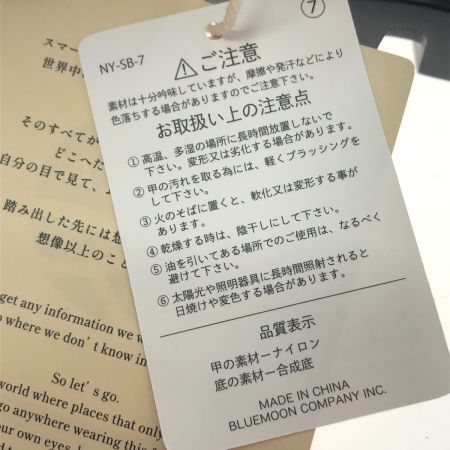 スマー
世界中
そのすべてが
どこへだ
自分の目で見て、
踏み出した先には想
想像以上のこと
get any information we w
o where we don't know in
So let's go.
world where places that only
go anywhere wearing this
our own eyes, b
⑦
NY-SB-7
ご注意
素材は十分吟味していますが、摩擦や発汗などにより
色落ちする場合がありますのでご注意下さい。
お取扱い上の注意点
①高温、多湿の場所に長時間放置しないで
下さい。変形又は劣化する場合があります。
②甲の汚れを取る為には、軽くブラッシングを
します。
③火のそばに置くと、軟化又は変形する事が
あります。
④乾燥する時は、陰干しにして下さい。
⑤油を引いてある場所でのご使用は、なるべく
避けて下さい。
⑥太陽光や照明器具に長時間照射されると
日焼けや変色する場合があります。
品質表示
甲の素材ーナイロン
底の素材ー合成底
MADE IN CHINA
BLUEMOON COMPANY INC.